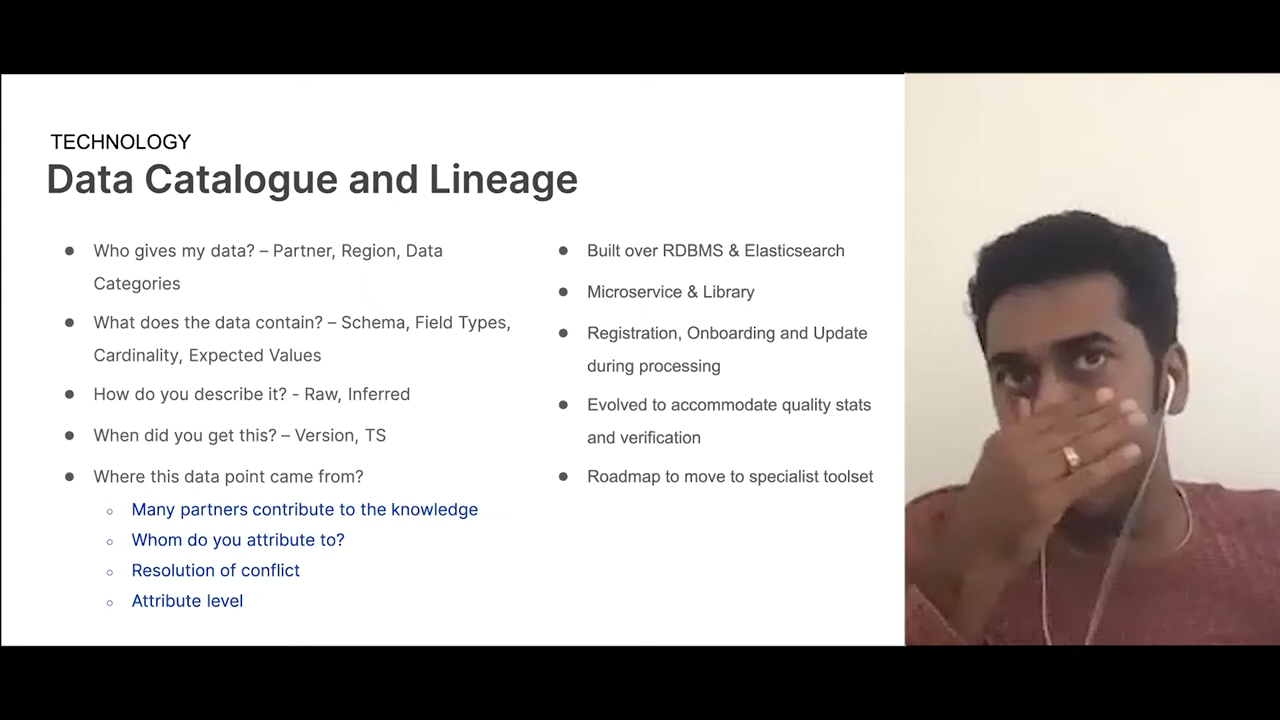 TECHNOLOGY
Data Catalogue and Lineage
● Who gives my data? – Partner, Region, Data
Categories
● What does the data contain? – Schema, Field Types,
Cardinality, Expected Values
● How do you describe it? - Raw, Inferred
● When did you get this? – Version, TS
● Where this data point came from?
○ Many partners contribute to the knowledge
○ Whom do you attribute to?
○ Resolution of conflict
○ Attribute level
● Built over RDBMS & Elasticsearch
● Microservice & Library
● Registration, Onboarding and Update
during processing
● Evolved to accommodate quality stats
and verification
● Roadmap to move to specialist toolset